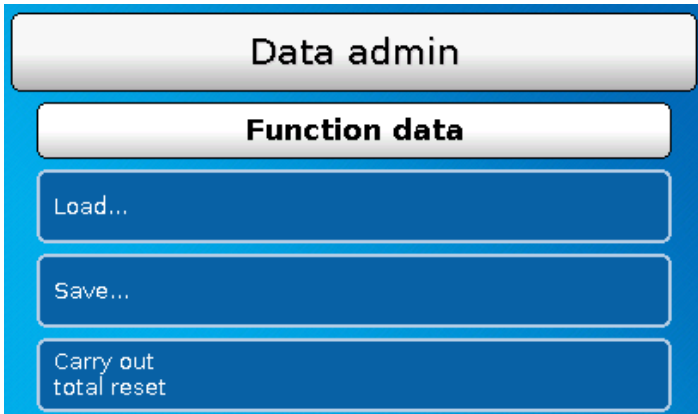 Data admin
Function data
Load...
Save...
Carry out
total reset